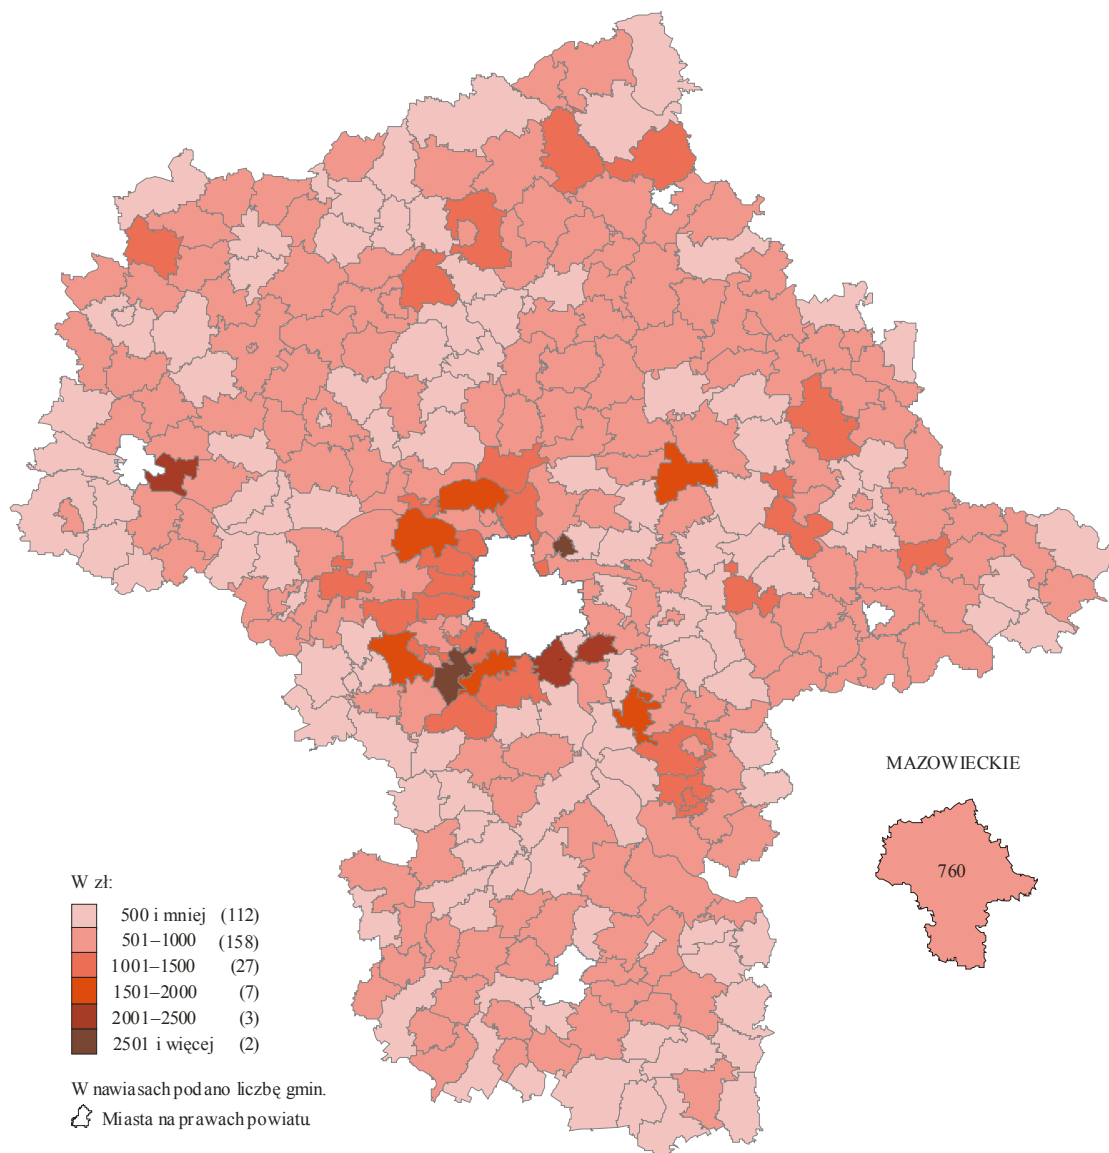 MAZOWIECKIE
760
W zł:
500 i mniej (112)
501–1000 (158)
1001–1500 (27)
1501–2000 (7)
2001–2500 (3)
2501 i więcej (2)
W nawiasach podano liczbę gmin.
Miasta na prawach powiatu